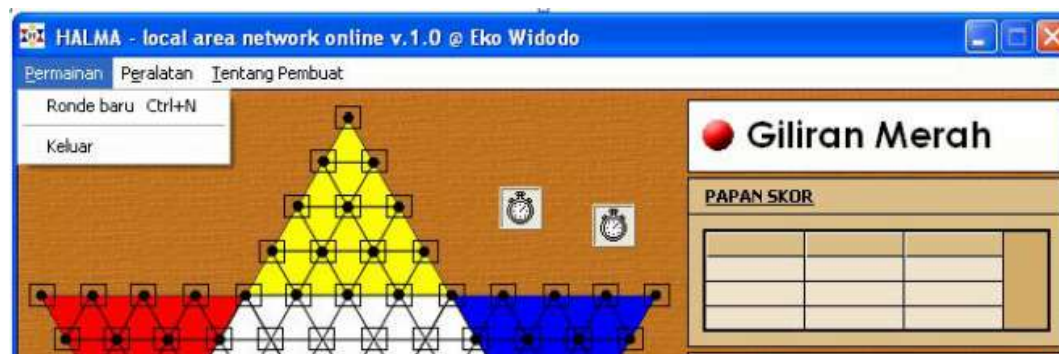 HALMA - local area network online v.1.0 @ Eko Widodo
Permainan Peralatan Tentang Pembuat
Ronde baru Ctrl+N
Keluar
Giliran Merah
PAPAN SKOR